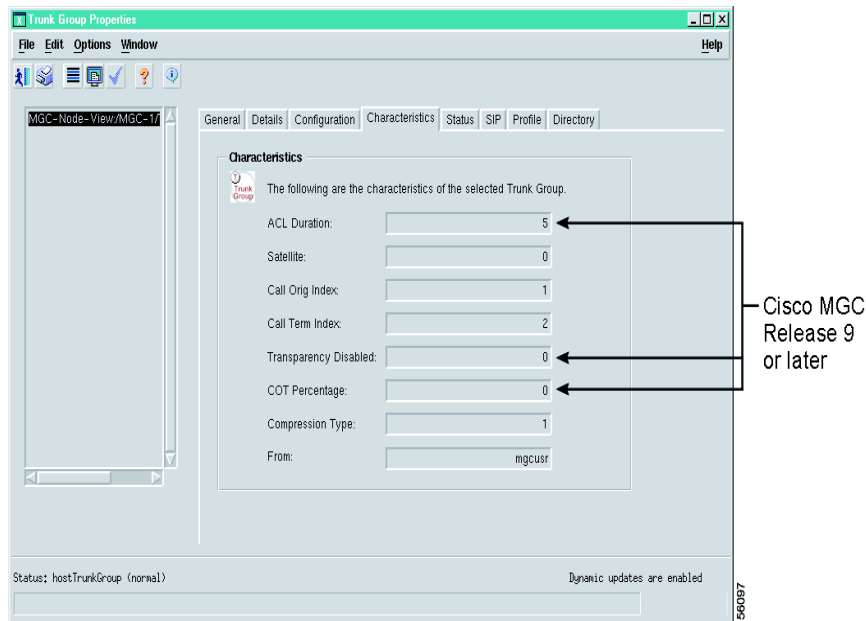 Trunk Group Properties
File Edit Options Window Help
MGC-Node-View:/MGC-1/
General Details Configuration Characteristics Status SIP Profile Directory
Characteristics
Trunk Group
The following are the characteristics of the selected Trunk Group.
ACL Duration: 5
Satellite: 0
Call Orig Index: 1
Call Term Index: 2
Transparency Disabled: 0
COT Percentage: 0
Compression Type: 1
From: mgcusr
Cisco MGC
Release 9
or later
Status: hostTrunkGroup (normal) Dynamic updates are enabled
56097